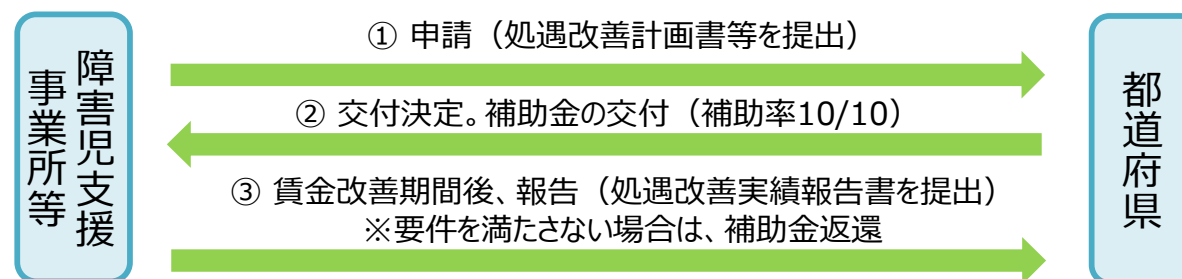 障害児支援
事業所等
① 申請（処遇改善計画書等を提出）
② 交付決定。補助金の交付（補助率10/10）
③ 賃金改善期間後、報告（処遇改善実績報告書を提出）
※要件を満たさない場合は、補助金返還
都道府県